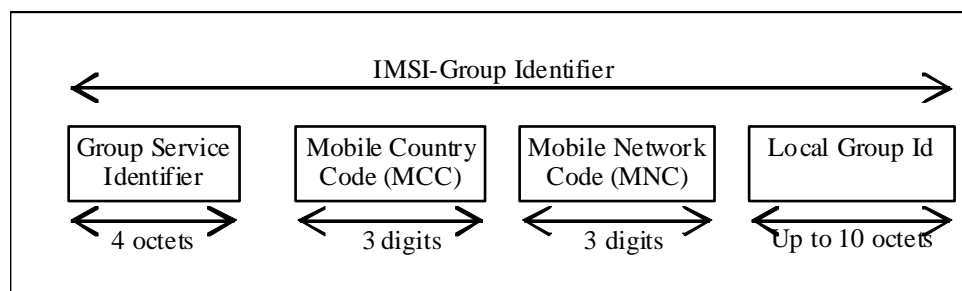 IMSI-Group Identifier
Group Service
Identifier
Mobile Country
Code (MCC)
Mobile Network
Code (MNC)
Local Group Id
4 octets
3 digits
3 digits
Up to 10 octets